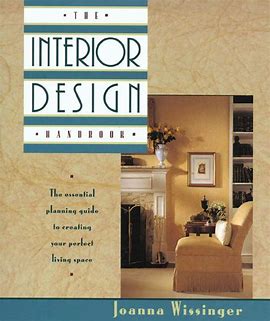 THE
INTERIOR
DESIGN
HANDBOOK
The essential
planning guide
to creating
your perfect
living space
Joanna Wissinger